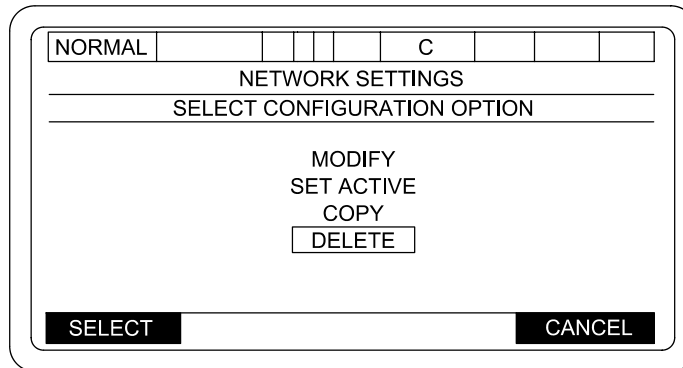 NORMAL C
NETWORK SETTINGS
SELECT CONFIGURATION OPTION
MODIFY
SET ACTIVE
COPY
DELETE
SELECT CANCEL